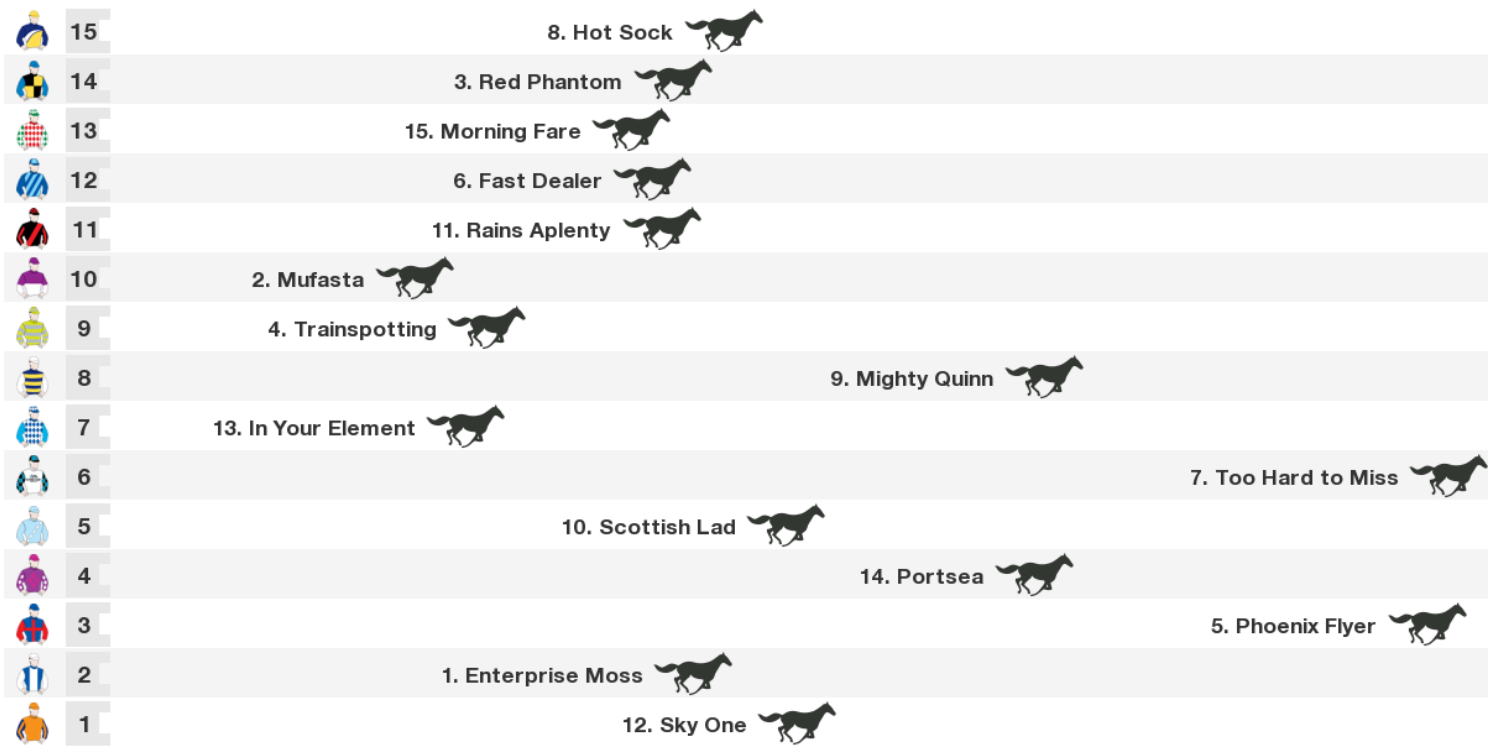 15 8. Hot Sock
14 3. Red Phantom
13 15. Morning Fare
12 6. Fast Dealer
11 11. Rains Aplenty
10 2. Mufasta
9 4. Trainspotting
8 9. Mighty Quinn
7 13. In Your Element
6 7. Too Hard to Miss
5 10. Scottish Lad
4 14. Portsea
3 5. Phoenix Flyer
2 1. Enterprise Moss
1 12. Sky One